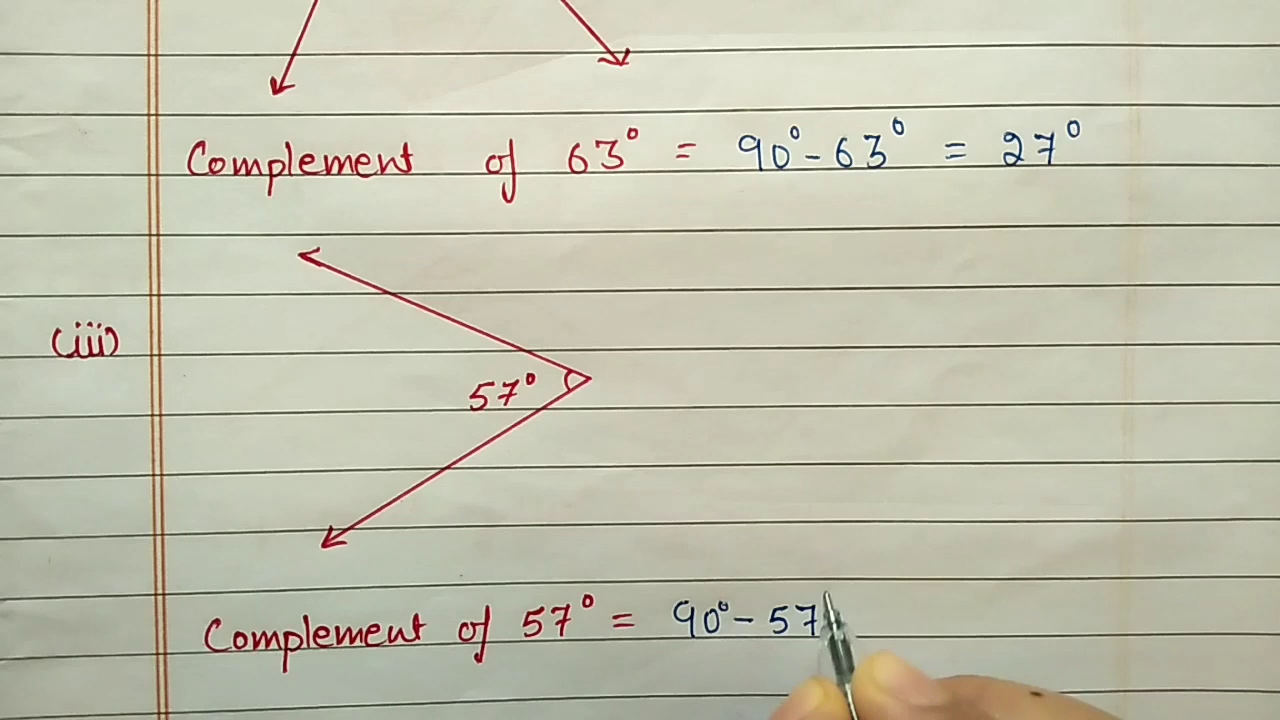 Complement of 63° = 90° - 63° = 27°
(iii)
57°
Complement of 57° = 90° - 57